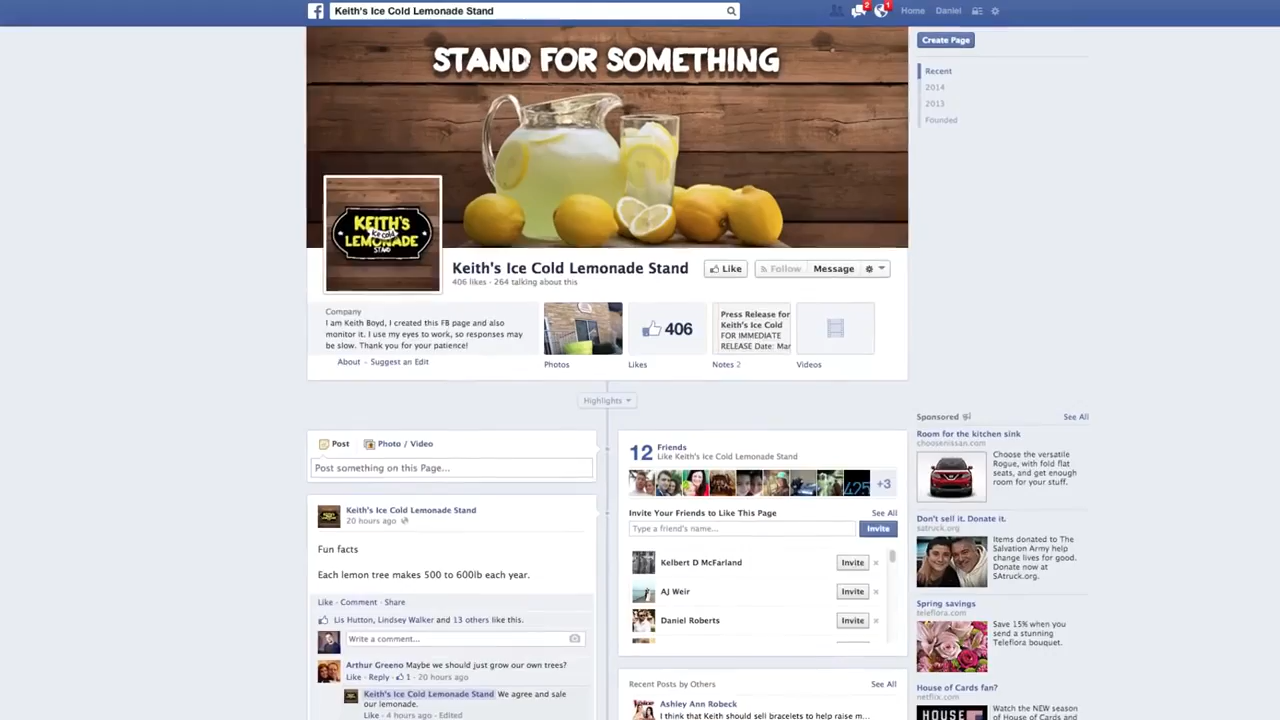 Keith's Ice Cold Lemonade Stand
2
1
Home
Daniel
STAND FOR SOMETHING
KEITH'S
ice cold
LEMONADE
STAND
Keith's Ice Cold Lemonade Stand
406 likes · 264 talking about this
Like
Follow
Message
Company
I am Keith Boyd, I created this FB page and also
monitor it. I use my eyes to work, so responses may
be slow. Thank you for your patience!
About - Suggest an Edit
Photos
406
Likes
Press Release for
Keith's Ice Cold
FOR IMMEDIATE
RELEASE Date: Mar
Notes 2
Videos
Create Page
Recent
2014
2013
Founded
Highlights
Post
Photo / Video
Post something on this Page...
Keith's Ice Cold Lemonade Stand
20 hours ago
Fun facts
Each lemon tree makes 500 to 600lb each year.
Like · Comment · Share
Lis Hutton, Lindsey Walker and 13 others like this.
Write a comment...
Arthur Greeno Maybe we should just grow our own trees?
Like · Reply · 1 · 20 hours ago
Keith's Ice Cold Lemonade Stand We agree and sale
our lemonade.
Like · 4 hours ago · Edited
12
Friends
Like Keith's Ice Cold Lemonade Stand
425
+3
Invite Your Friends to Like This Page
See All
Type a friend's name...
Invite
Kelbert D McFarland
Invite
AJ Weir
Invite
Daniel Roberts
Invite
Recent Posts by Others
See All
Ashley Ann Robeck
I think that Keith should sell bracelets to help raise m...
Sponsored
See All
Room for the kitchen sink
choosenissan.com
Choose the versatile
Rogue, with fold flat
seats, and get enough
room for your stuff.
Don't sell it. Donate it.
satruck.org
Items donated to The
Salvation Army help
change lives for good.
Donate now at
SAtruck.org.
Spring savings
teleflora.com
Save 15% when you
send a stunning
Teleflora bouquet.
House of Cards fan?
netflix.com
Watch the NEW season
of House of Cards and
HOUSE